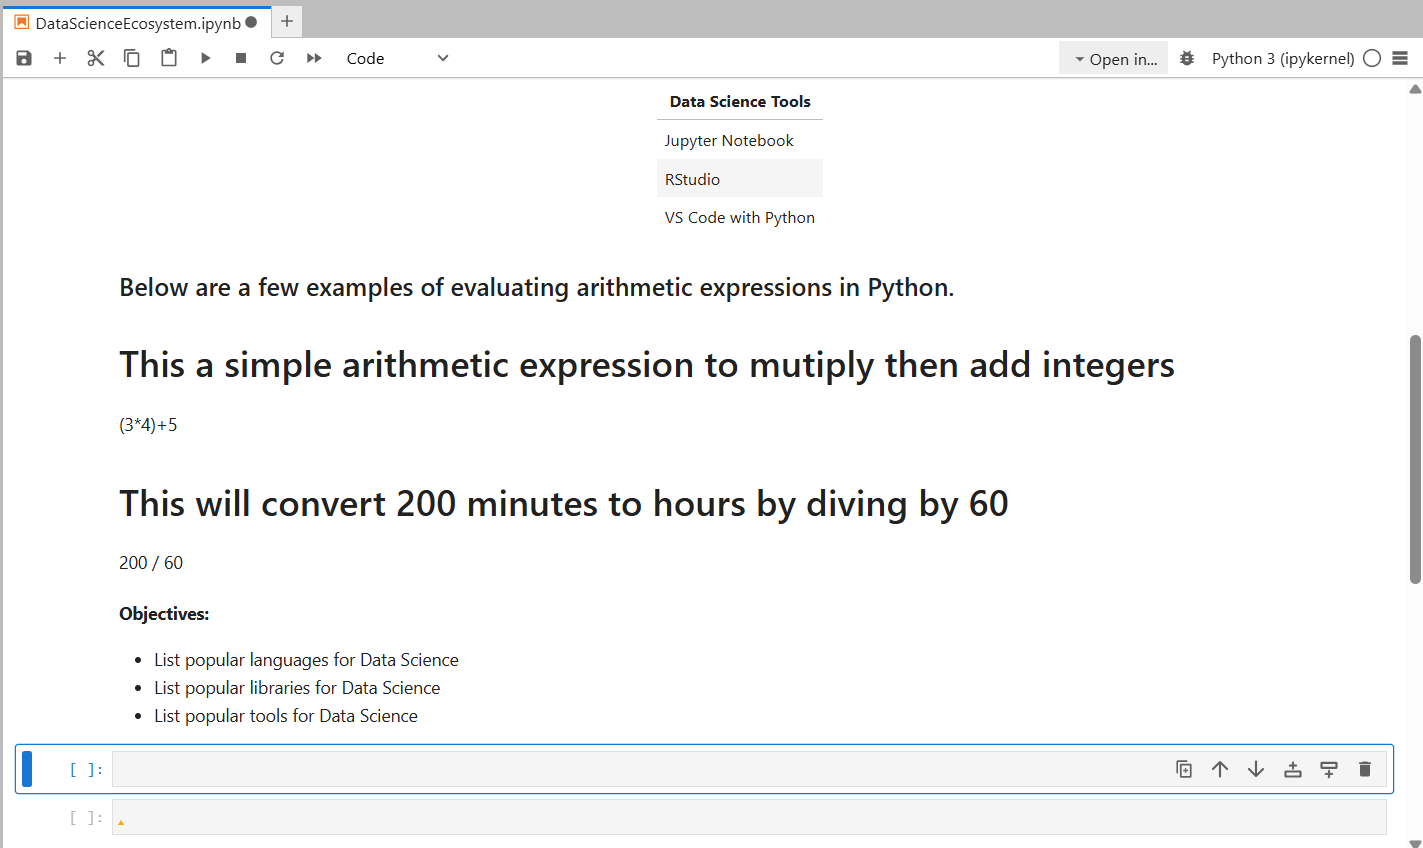 DataScienceEcosystem.ipynb
Code
Open in...
Python 3 (ipykernel)
Data Science Tools
Jupyter Notebook
RStudio
VS Code with Python
Below are a few examples of evaluating arithmetic expressions in Python.
This a simple arithmetic expression to mutiply then add integers
(3*4)+5
This will convert 200 minutes to hours by diving by 60
200 / 60
Objectives:
• List popular languages for Data Science
• List popular libraries for Data Science
• List popular tools for Data Science
[ ]:
[ ]: